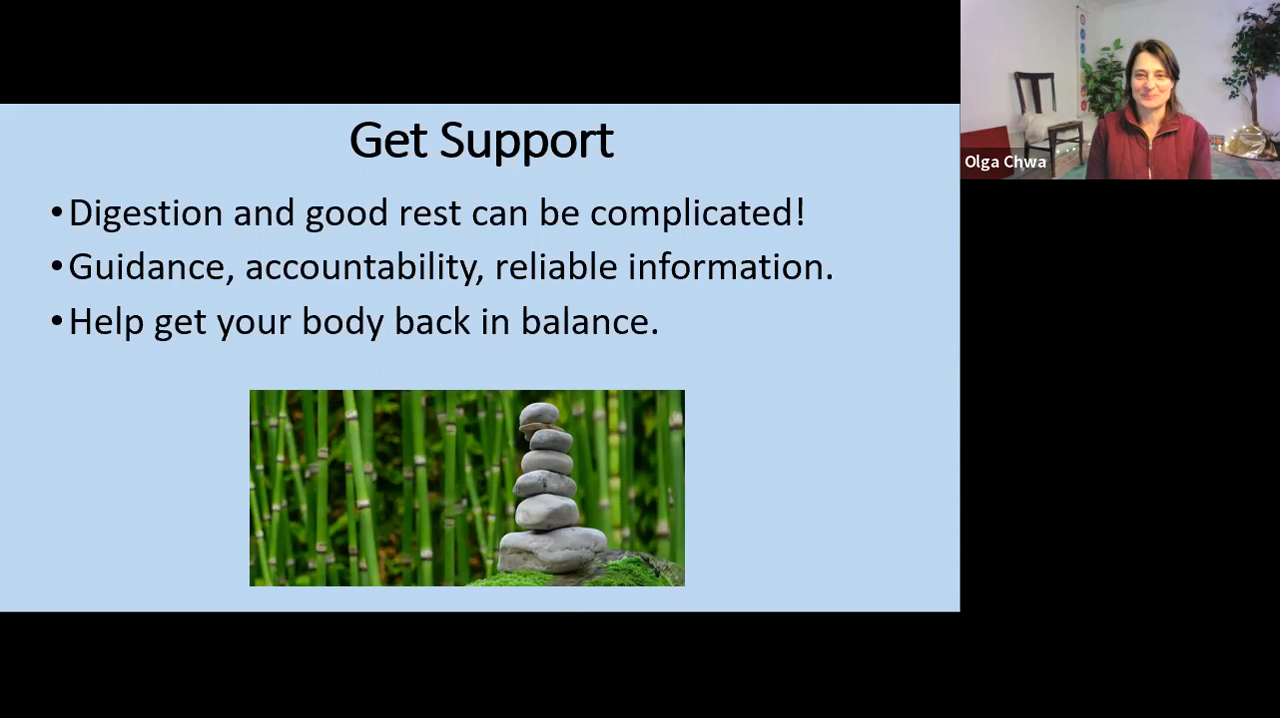 Get Support
•Digestion and good rest can be complicated!
•Guidance, accountability, reliable information.
•Help get your body back in balance.
Olga Chwa